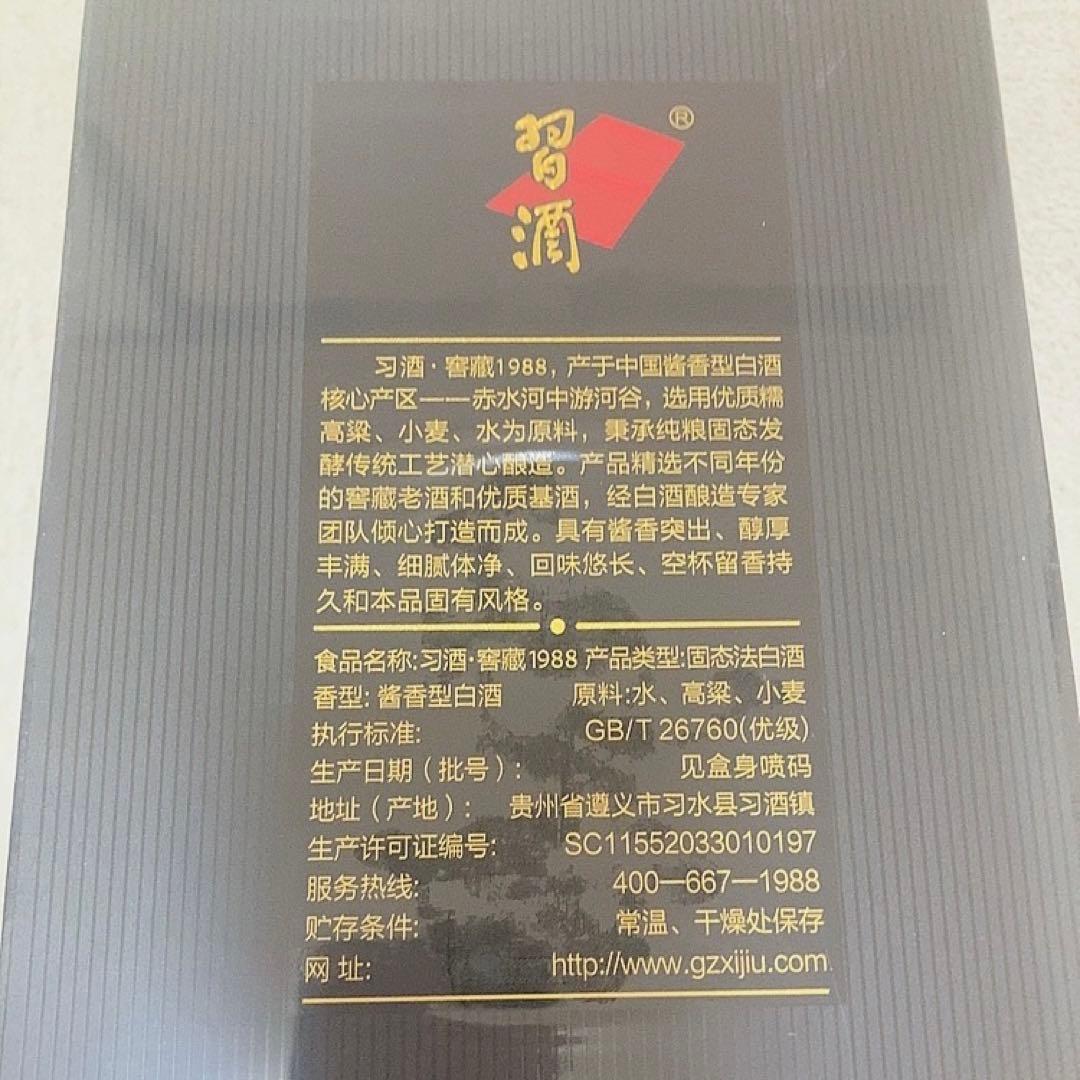 習酒
®
习酒·窖藏1988，产于中国酱香型白酒
核心产区——赤水河中游河谷，选用优质糯
高粱、小麦、水为原料，秉承纯粮固态发
酵传统工艺潜心酿造。产品精选不同年份
的窖藏老酒和优质基酒，经白酒酿造专家
团队倾心打造而成。具有酱香突出、醇厚
丰满、细腻体净、回味悠长、空杯留香持
久和本品固有风格。
食品名称:习酒·窖藏1988 产品类型:固态法白酒
香型: 酱香型白酒 原料:水、高粱、小麦
执行标准: GB/T 26760(优级)
生产日期（批号）: 见盒身喷码
地址（产地）: 贵州省遵义市习水县习酒镇
生产许可证编号: SC11552033010197
服务热线: 400—667—1988
贮存条件: 常温、干燥处保存
网 址: http://www.gzxijiu.com